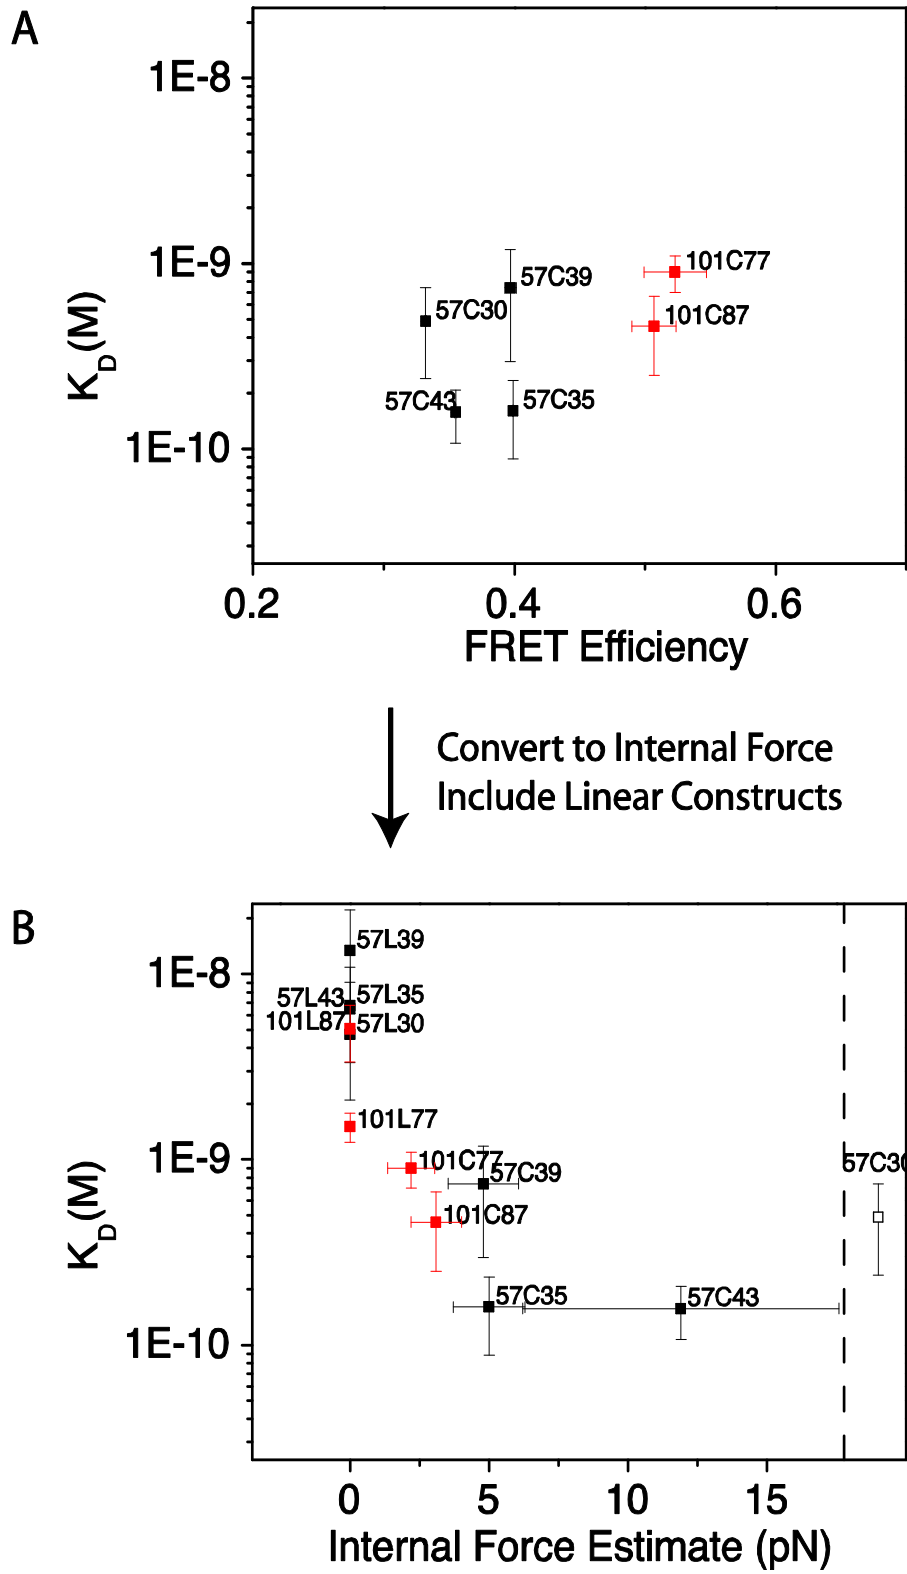 A
1E-8
1E-9
1E-10
K_D(M)
101C77
57C39
57C30
101C87
57C43
57C35
0.2
0.4
0.6
FRET Efficiency
Convert to Internal Force
Include Linear Constructs
B
1E-8
1E-9
1E-10
K_D(M)
57L39
57L43
57L35
101L87
57L30
101L77
101C77
57C39
57C30
101C87
57C35
57C43
0
5
10
15
Internal Force Estimate (pN)